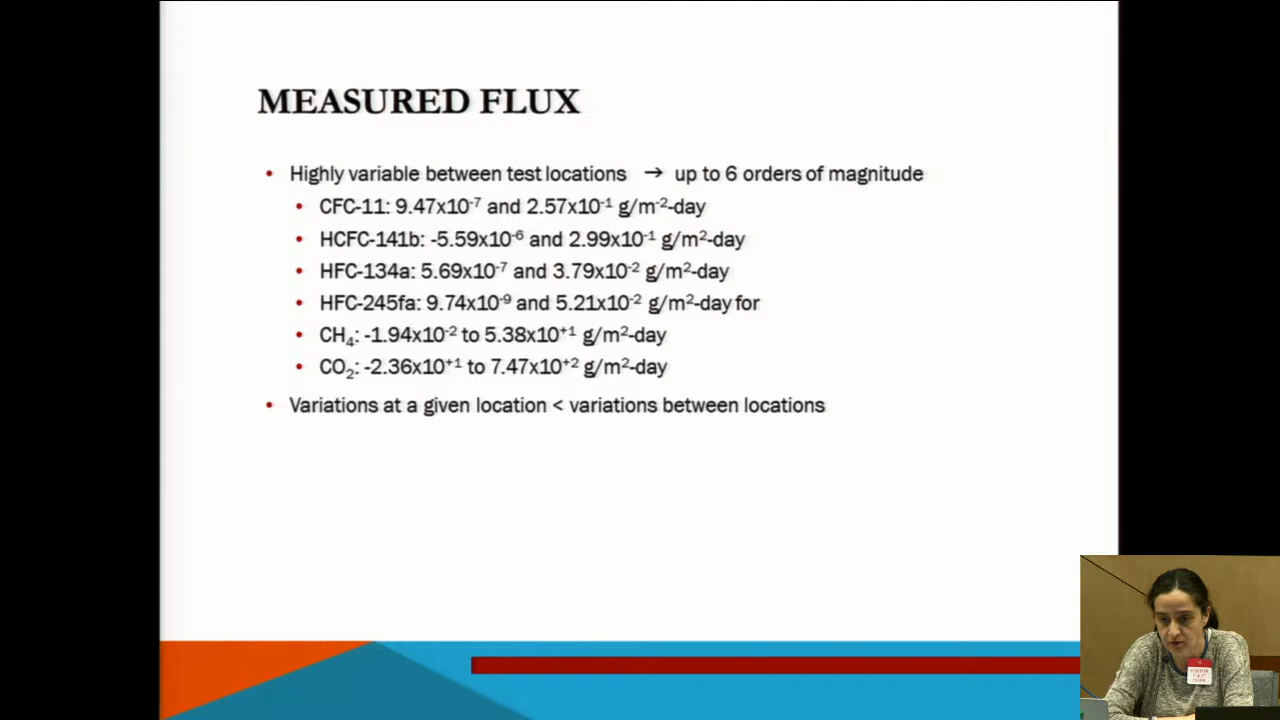 MEASURED FLUX
• Highly variable between test locations → up to 6 orders of magnitude
• CFC-11: 9.47x10⁻⁷ and 2.57x10⁻¹ g/m⁻²-day
• HCFC-141b: -5.59x10⁻⁶ and 2.99x10⁻¹ g/m²-day
• HFC-134a: 5.69x10⁻⁷ and 3.79x10⁻² g/m²-day
• HFC-245fa: 9.74x10⁻⁹ and 5.21x10⁻² g/m²-day for
• CH₄: -1.94x10⁻² to 5.38x10⁺¹ g/m²-day
• CO₂: -2.36x10⁺¹ to 7.47x10⁺² g/m²-day
• Variations at a given location < variations between locations
VISITOR